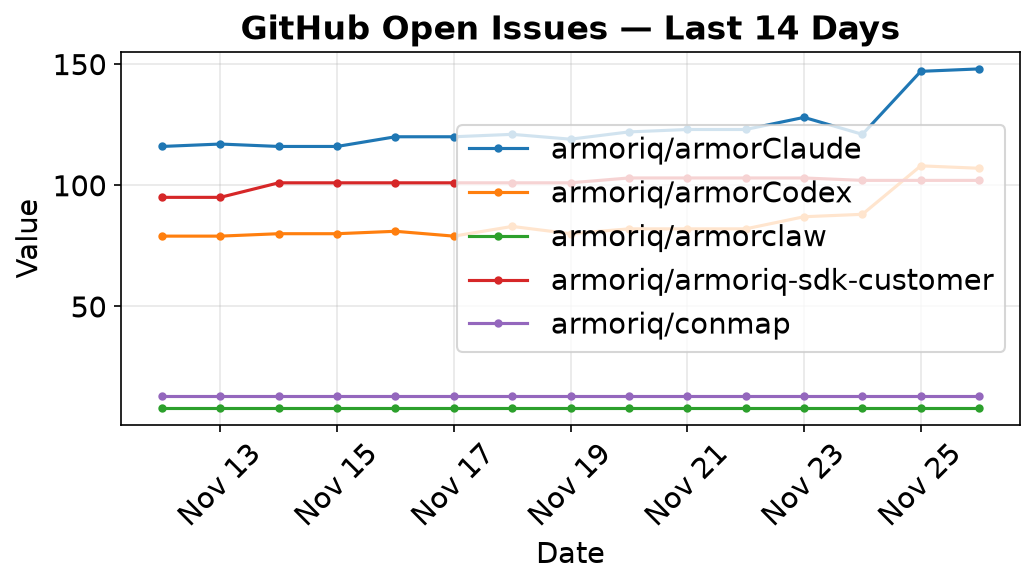 GitHub Open Issues — Last 14 Days
Value
150
100
50
armoriq/armorClaude
armoriq/armorCodex
armoriq/armorclaw
armoriq/armoriq-sdk-customer
armoriq/conmap
Nov 13
Nov 15
Nov 17
Nov 19
Nov 21
Nov 23
Nov 25
Date